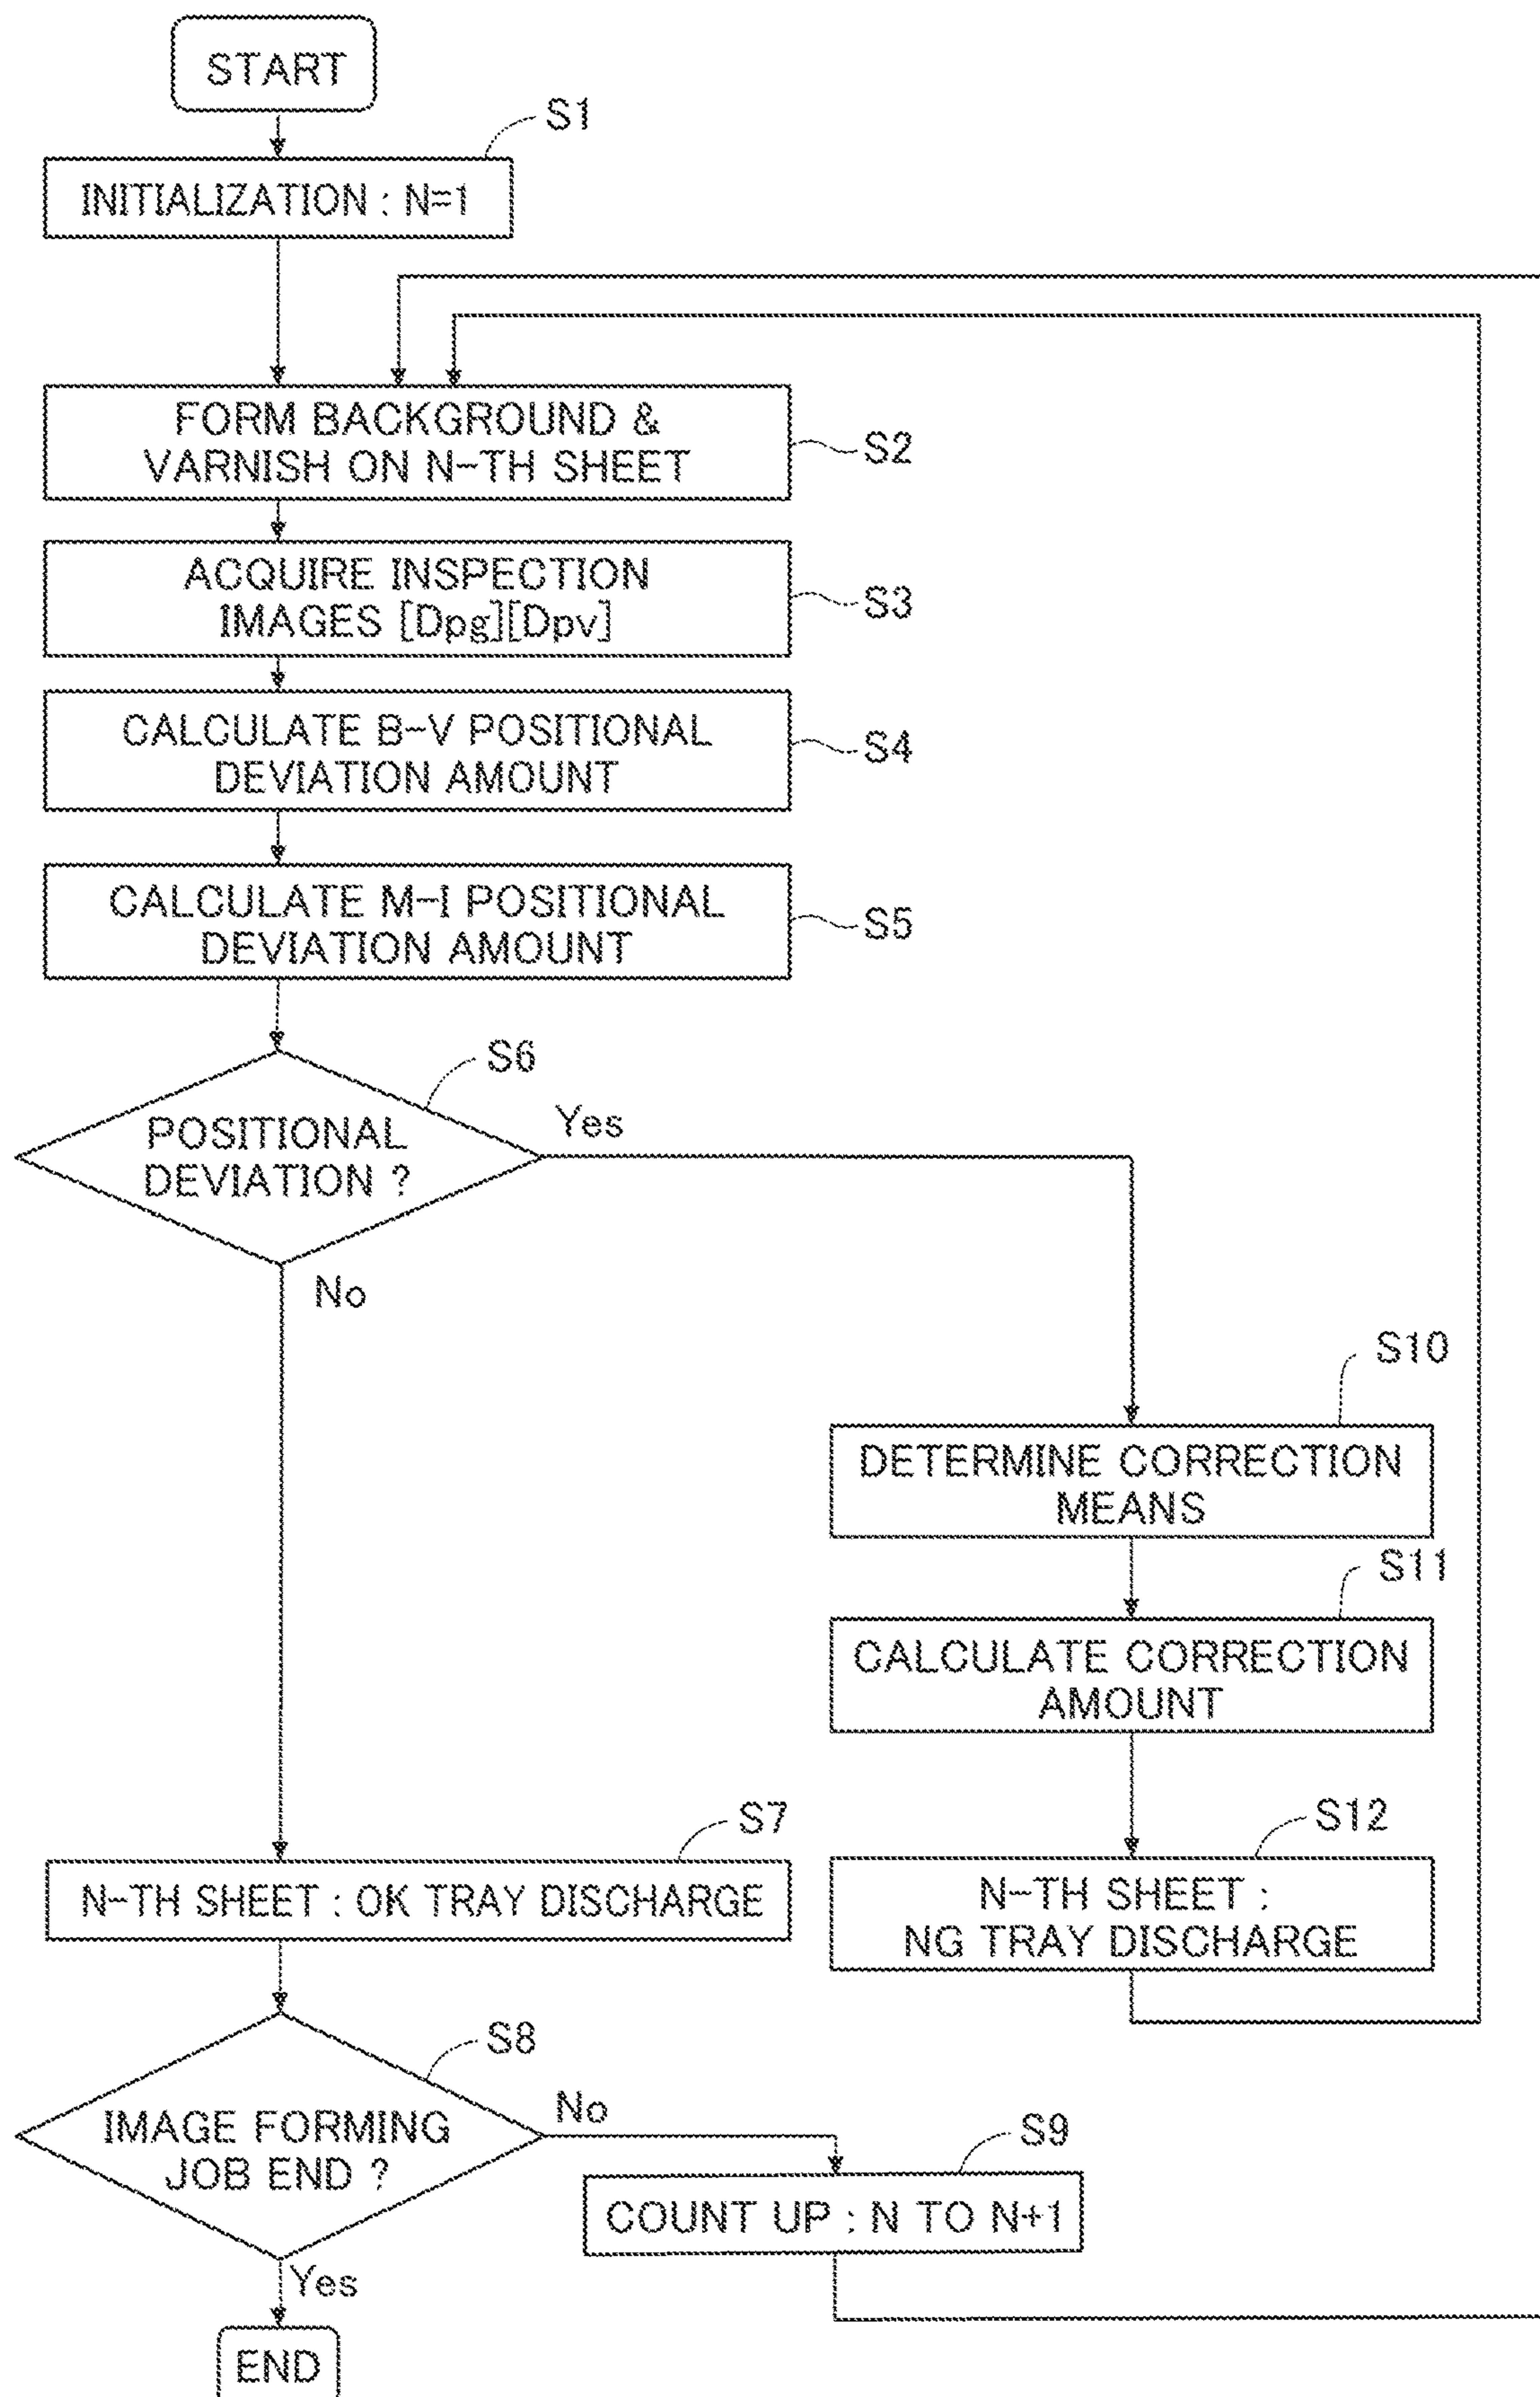 START
S1
INITIALIZATION : N=1
FORM BACKGROUND &
VARNISH ON N-TH SHEET
S2
ACQUIRE INSPECTION
IMAGES [Dpg][Dpv]
S3
CALCULATE B-V POSITIONAL
DEVIATION AMOUNT
S4
CALCULATE M-I POSITIONAL
DEVIATION AMOUNT
S5
S6
POSITIONAL
DEVIATION ?
Yes
No
S10
DETERMINE CORRECTION
MEANS
S11
CALCULATE CORRECTION
AMOUNT
S7
N-TH SHEET : OK TRAY DISCHARGE
S12
N-TH SHEET :
NG TRAY DISCHARGE
S8
IMAGE FORMING
JOB END ?
No
S9
COUNT UP : N TO N+1
Yes
END